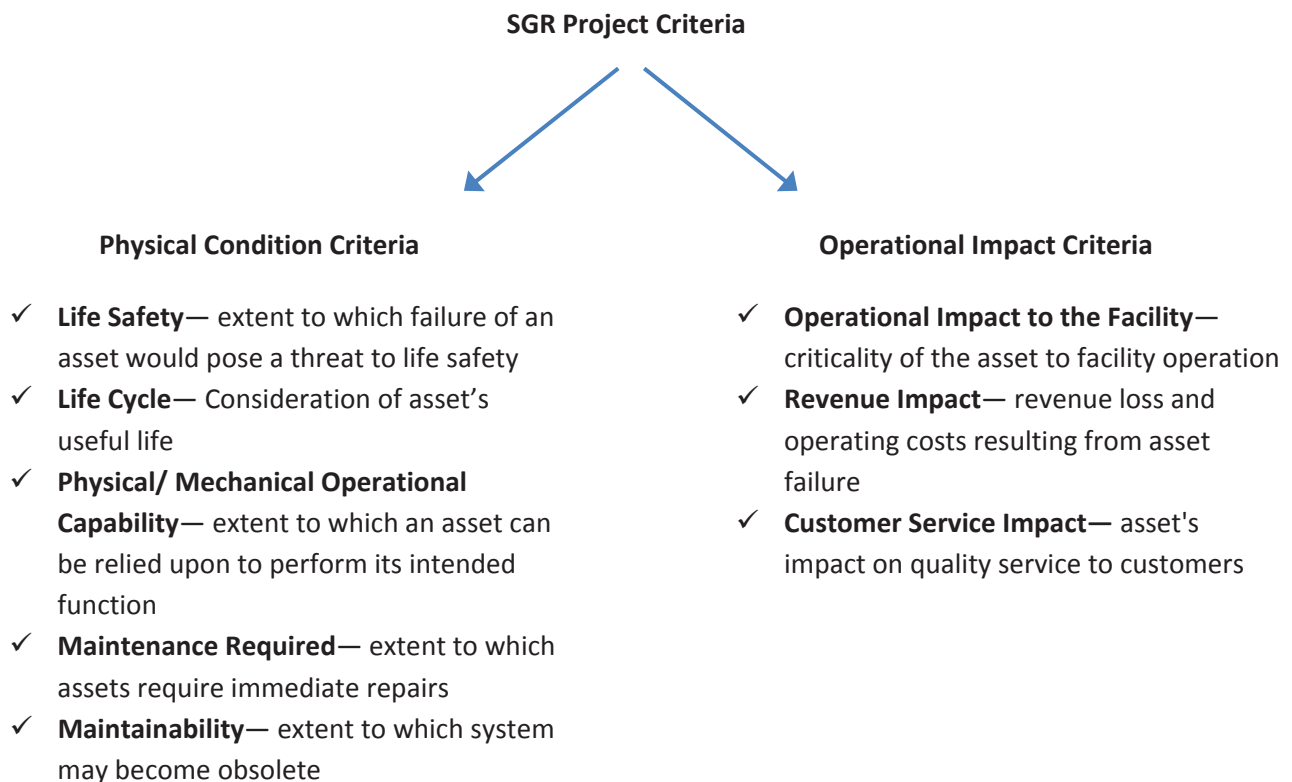 SGR Project Criteria
Physical Condition Criteria
✓ Life Safety— extent to which failure of an
asset would pose a threat to life safety
✓ Life Cycle— Consideration of asset’s
useful life
✓ Physical/ Mechanical Operational
Capability— extent to which an asset can
be relied upon to perform its intended
function
✓ Maintenance Required— extent to which
assets require immediate repairs
✓ Maintainability— extent to which system
may become obsolete
Operational Impact Criteria
✓ Operational Impact to the Facility—
criticality of the asset to facility operation
✓ Revenue Impact— revenue loss and
operating costs resulting from asset
failure
✓ Customer Service Impact— asset's
impact on quality service to customers